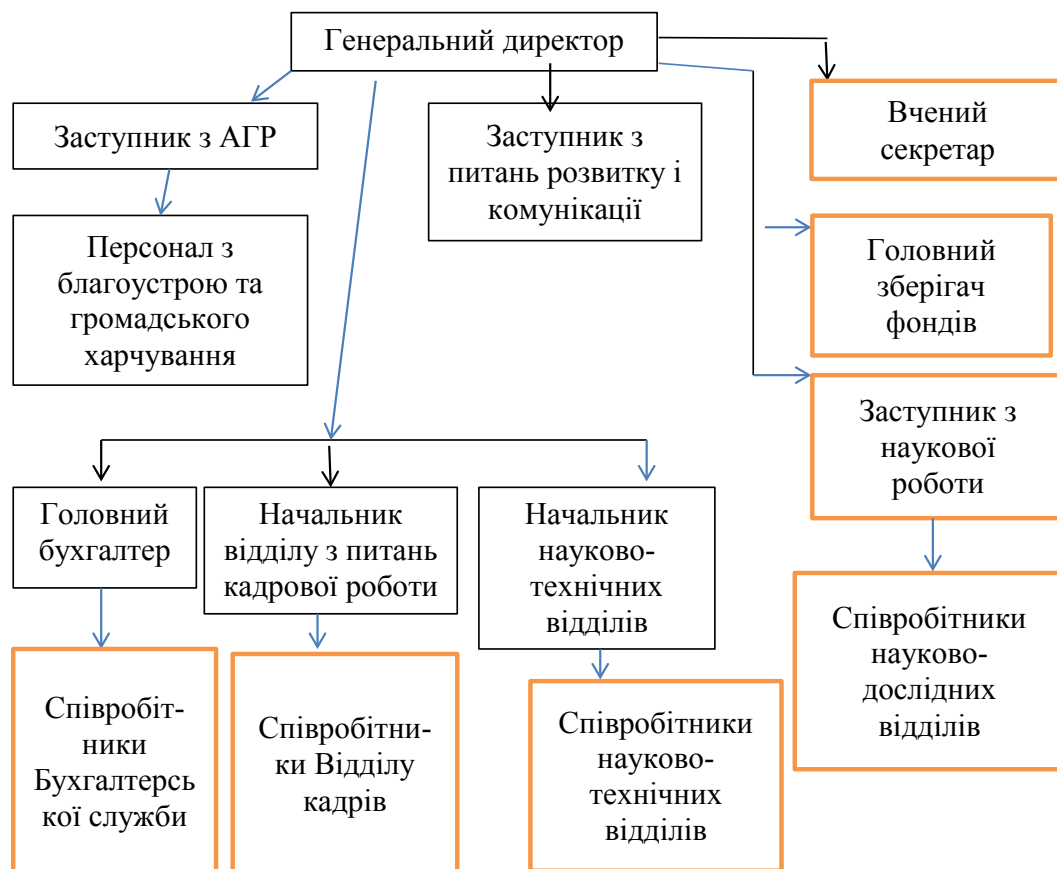 Генеральний директор
Заступник з АГР
Заступник з
питань розвитку і
комунікації
Вчений
секретар
Персонал з
благоустрою та
громадського
харчування
Головний
зберігач
фондів
Заступник з
наукової
роботи
Головний
бухгалтер
Начальник
відділу з питань
кадрової роботи
Начальник
науково-
технічних
відділів
Співробітники
науково-
дослідних
відділів
Співробіт-
ники
Бухгалтерсь
кої служби
Співробітни-
ки Відділу
кадрів
Співробітники
науково-
технічних
відділів